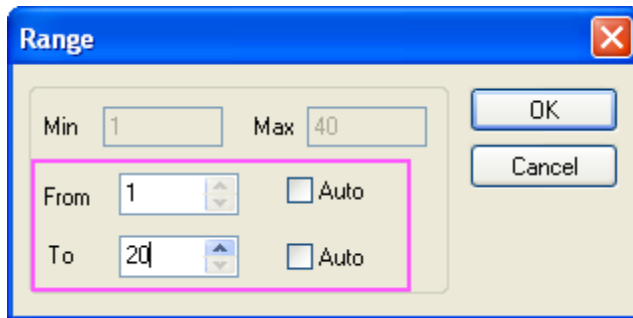 Range
Min 1 Max 40
OK
From 1 Auto
Cancel
To 20 Auto